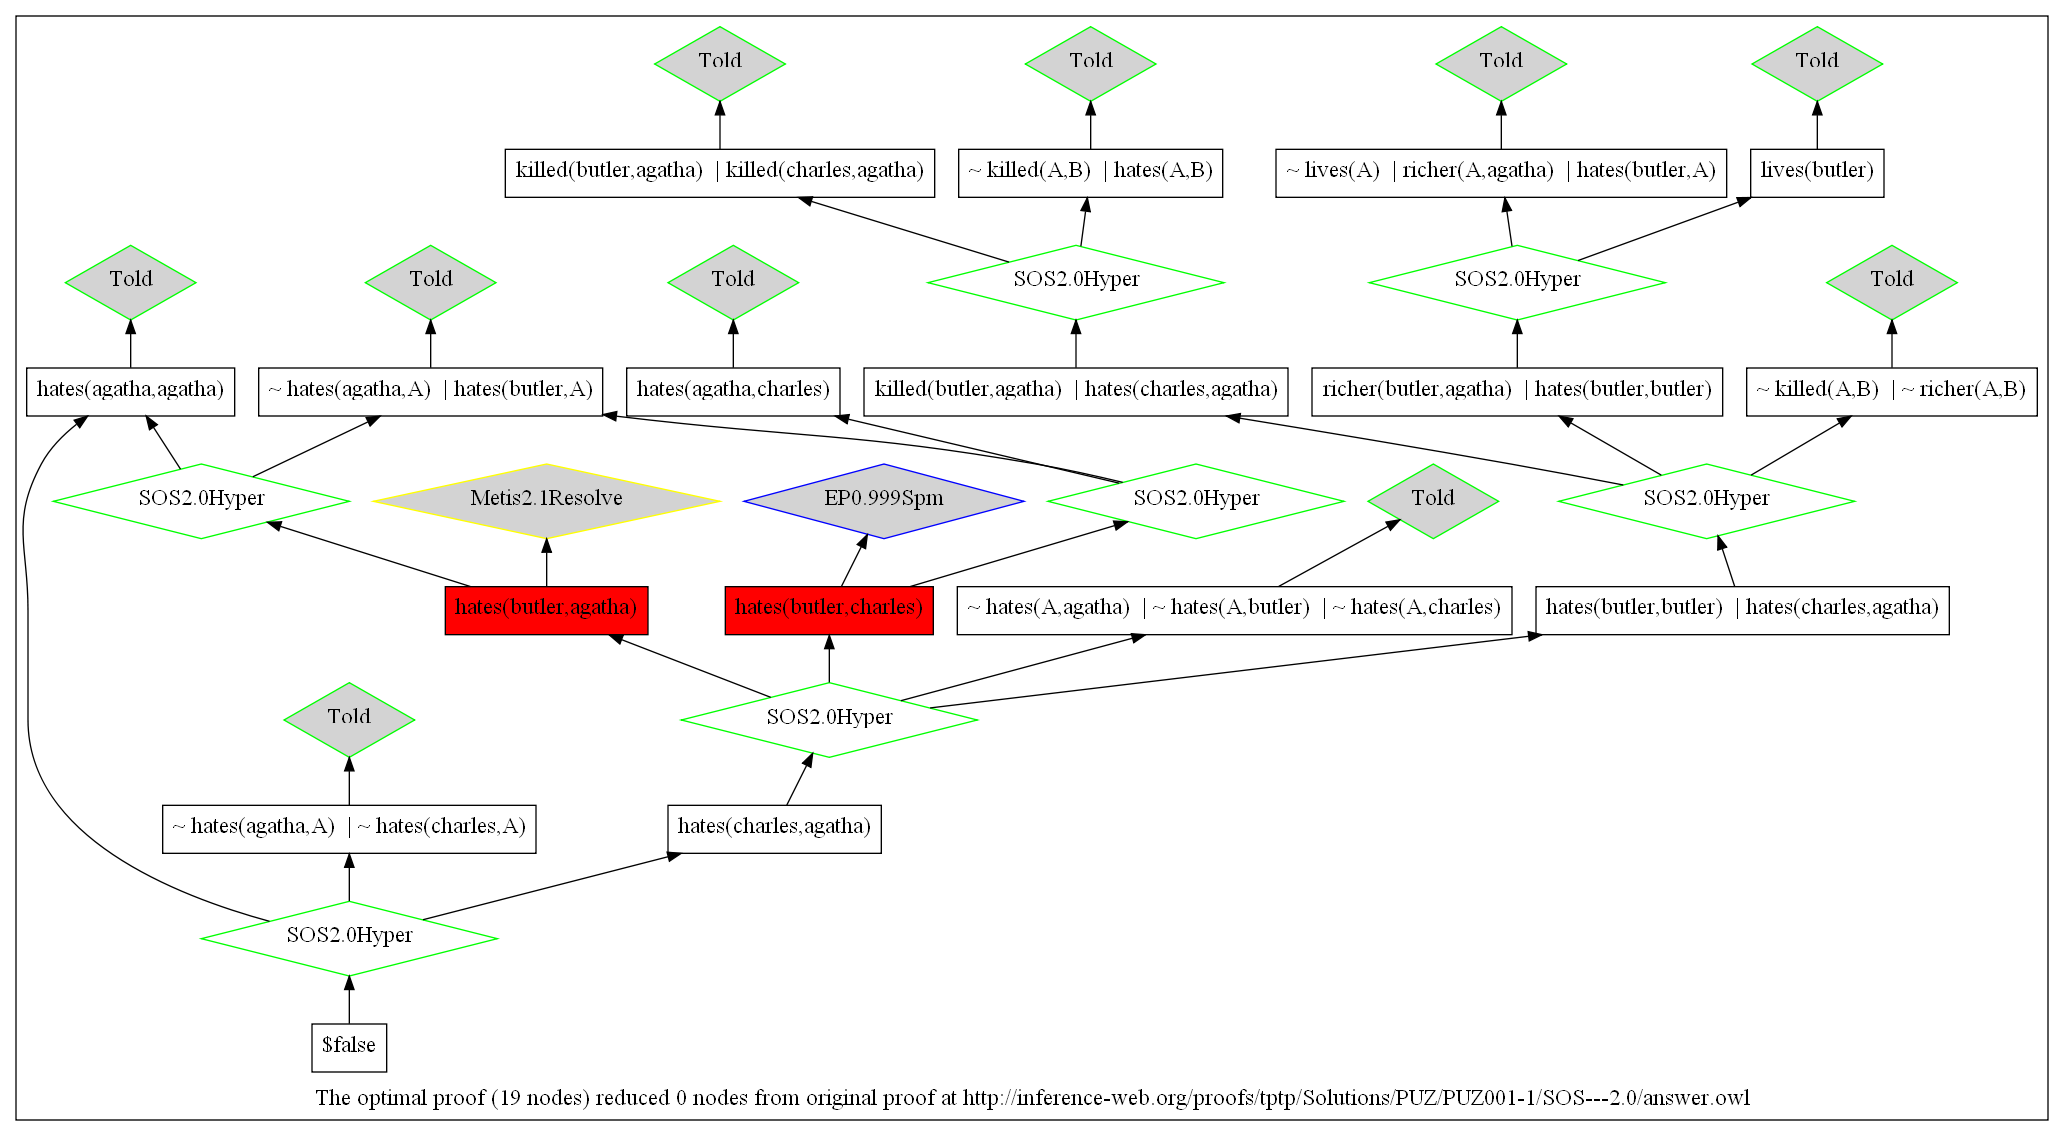 Told
Told
Told
Told
killed(butler,agatha) | killed(charles,agatha)
~ killed(A,B) | hates(A,B)
~ lives(A) | richer(A,agatha) | hates(butler,A)
lives(butler)
Told
Told
Told
SOS2.0Hyper
SOS2.0Hyper
Told
hates(agatha,agatha)
~ hates(agatha,A) | hates(butler,A)
hates(agatha,charles)
killed(butler,agatha) | hates(charles,agatha)
richer(butler,agatha) | hates(butler,butler)
~ killed(A,B) | ~ richer(A,B)
SOS2.0Hyper
Metis2.1Resolve
EP0.999Spm
SOS2.0Hyper
Told
SOS2.0Hyper
hates(butler,agatha)
hates(butler,charles)
~ hates(A,agatha) | ~ hates(A,butler) | ~ hates(A,charles)
hates(butler,butler) | hates(charles,agatha)
Told
SOS2.0Hyper
~ hates(agatha,A) | ~ hates(charles,A)
hates(charles,agatha)
SOS2.0Hyper
$false
The optimal proof (19 nodes) reduced 0 nodes from original proof at http://inference-web.org/proofs/tptp/Solutions/PUZ/PUZ001-1/SOS---2.0/answer.owl